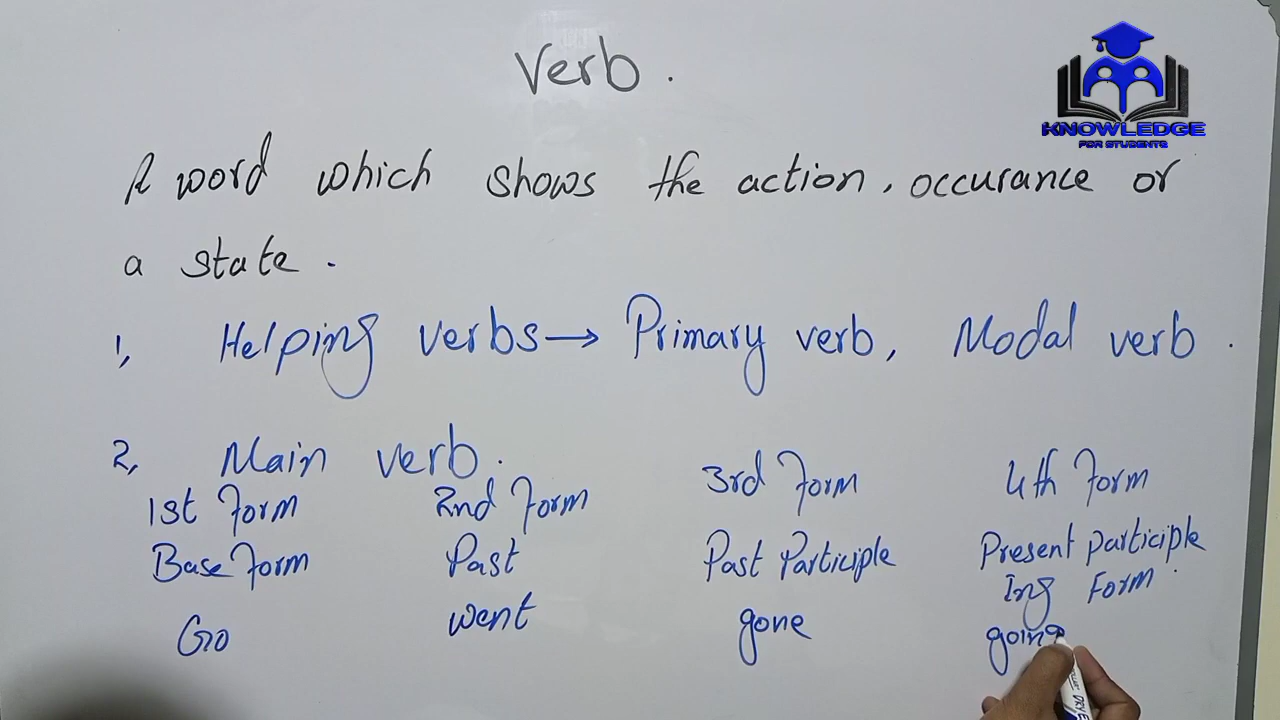 Verb.
KNOWLEDGE
FOR STUDENTS
A word which shows the action, occurance or
a state.
1, Helping verbs → Primary verb, Modal verb.
2, Main verb.
1st Form 2nd Form 3rd Form 4th Form
Base Form Past Past Participle Present participle
Ing Form.
Go went gone going